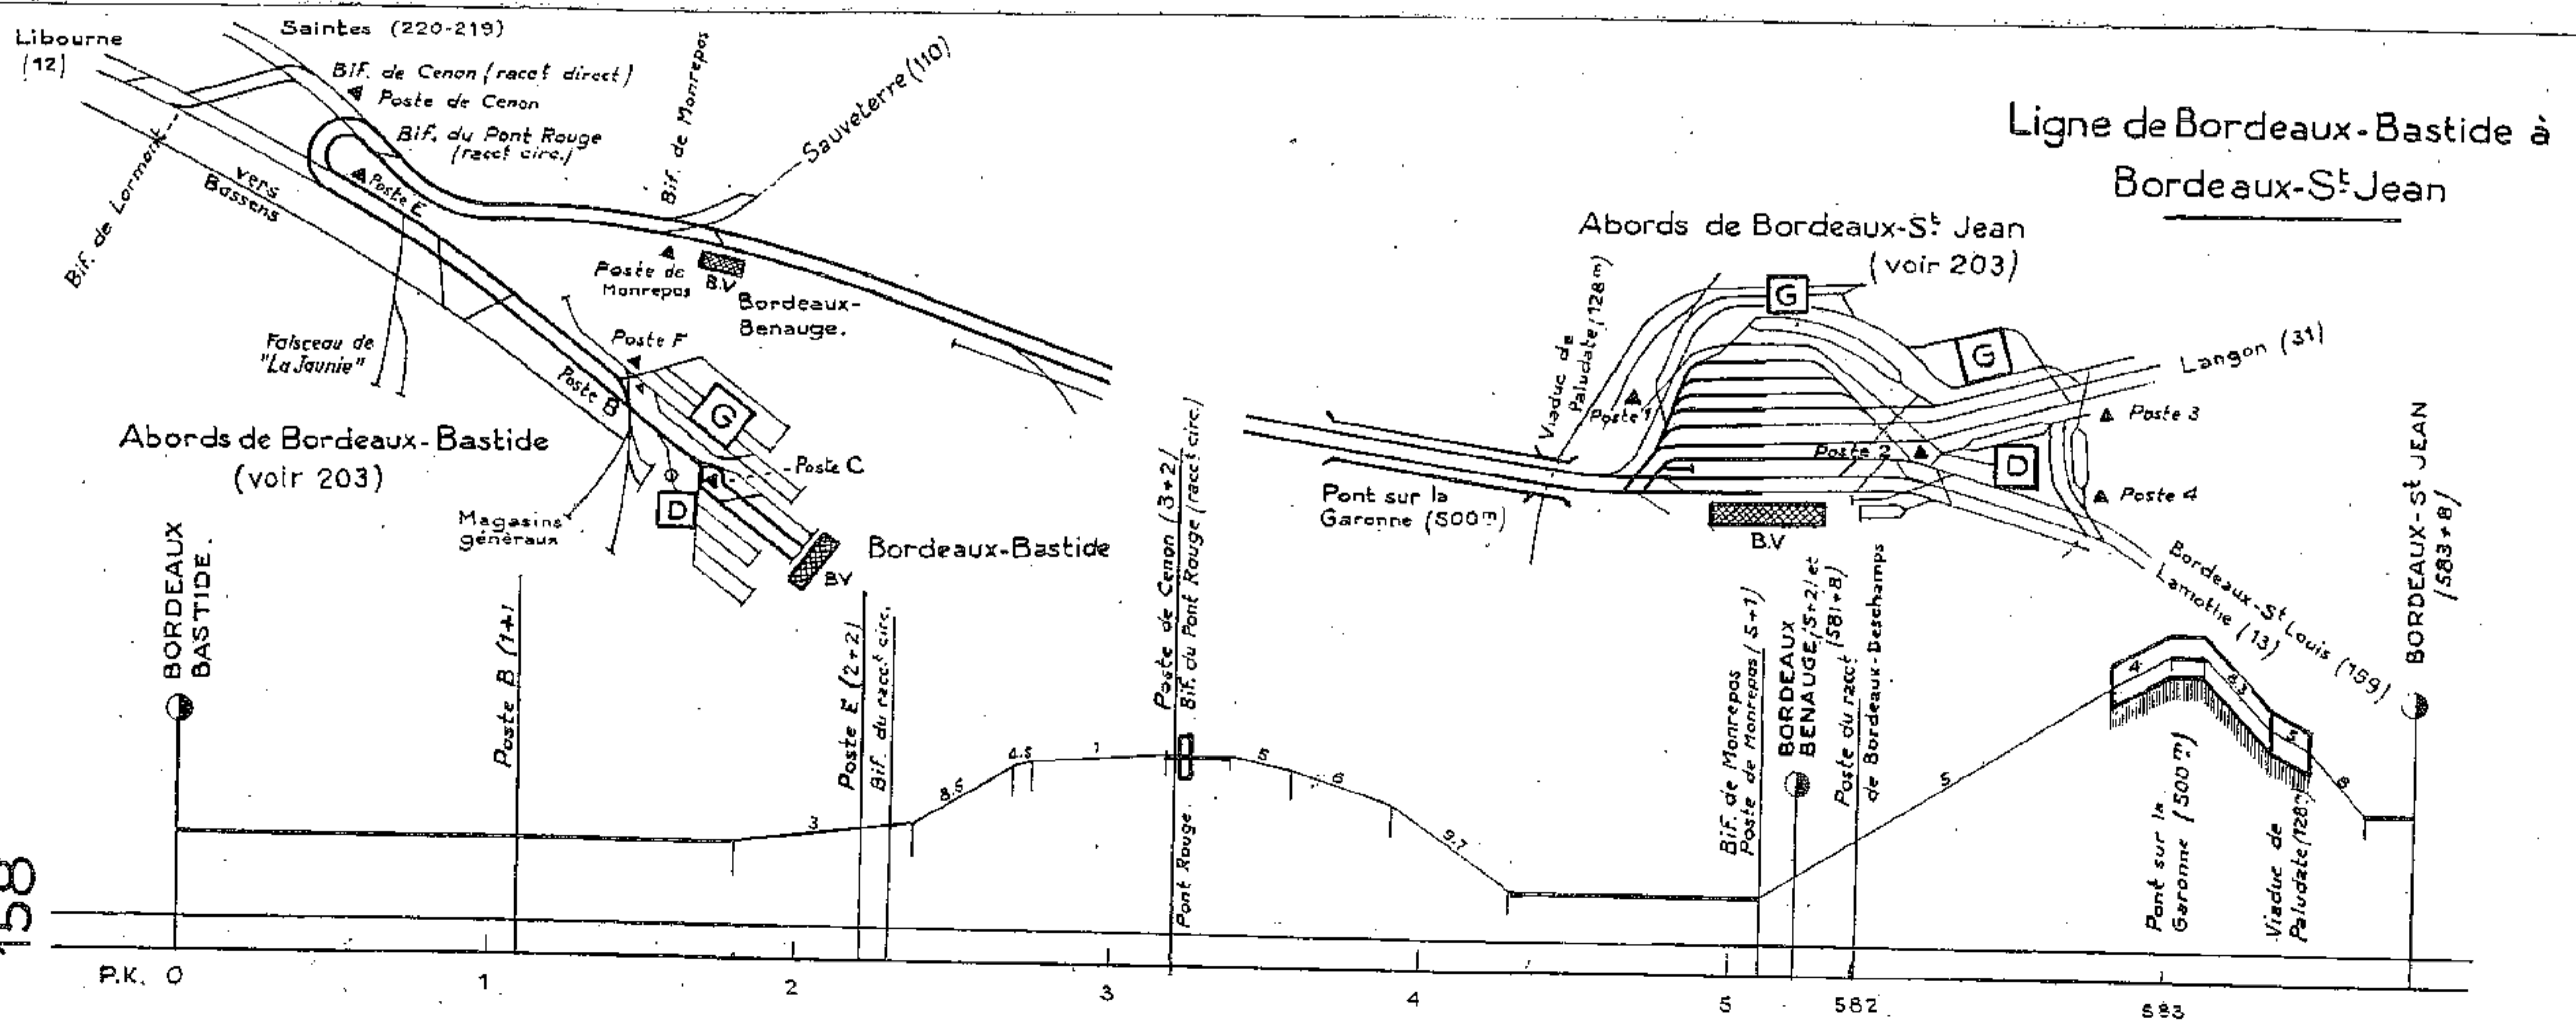 Libourne
(12)
Saintes (220-219)
Bif. de Cenon (racct direct)
Poste de Cenon
Bif. du Pont Rouge
(racct circ.)
Poste E
vers
Bassens
Bif. de Lormont
Bif. de Monrepos
Sauveterre (110)
Poste de
Monrepos
B.V
Bordeaux-
Benauge.
Faisceau de
"La Jaunie"
Poste F
Poste B
G
Abords de Bordeaux-Bastide
(voir 203)
Poste C
D
Magasins
généraux
BV
Bordeaux-Bastide
Ligne de Bordeaux-Bastide à
Bordeaux-St Jean
Abords de Bordeaux-St Jean
(voir 203)
Viaduc de
Paludate (128m)
G
G
Langon (31)
Poste 1
Poste 3
Poste 2
D
Poste 4
Pont sur la
Garonne (500m)
B.V
Bordeaux-St Louis (159)
Lamothe (13)
BORDEAUX
BASTIDE.
Poste B (1+1)
Poste E (2+2)
Bif. du racct circ.
Poste de Cenon (3+2)
Bif. du Pont Rouge (racct circ.)
Pont Rouge
Bif. de Monrepos
Poste de Monrepos (5+1)
BORDEAUX
BENAUGE (5+2) et
(581+8)
Poste du racct
de Bordeaux-Deschamps
Pont sur la
Garonne (500m)
Viaduc de
Paludate (128m)
BORDEAUX-St JEAN
(583+8)
3
8.5
4.5
1
5
6
9.7
5
4
8.3
8
158
P.K. 0
1
2
3
4
5
582
583